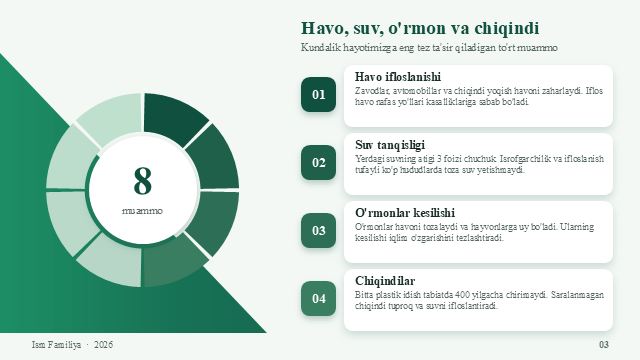 Havo, suv, o'rmon va chiqindi
Kundalik hayotimizga eng tez ta'sir qiladigan to'rt muammo
01
Havo ifloslanishi
Zavodlar, avtomobillar va chiqindi yoqish havoni zaharlaydi. Iflos
havo nafas yo'llari kasalliklariga sabab bo'ladi.
02
Suv tanqisligi
Yerdagi suvning atigi 3 foizi chuchuk. Isrofgarchilik va ifloslanish
tufayli ko'p hududlarda toza suv yetishmaydi.
03
O'rmonlar kesilishi
O'rmonlar havoni tozalaydi va hayvonlarga uy bo'ladi. Ularning
kesilishi iqlim o'zgarishini tezlashtiradi.
04
Chiqindilar
Bitta plastik idish tabiatda 400 yilgacha chirimaydi. Saralanmagan
chiqindi tuproq va suvni ifloslantiradi.
8
muammo
Ism Familiya · 2026
03